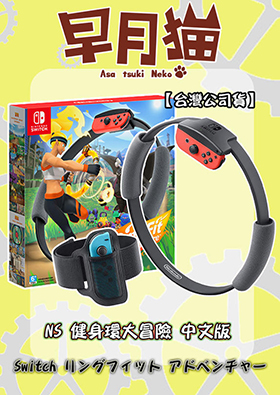 早月猫
Asa tsuki Neko
【台灣公司貨】
NINTENDO
SWITCH
Fit
NS 健身環大冒險 中文版
Switch リングフィット アドベンチャー